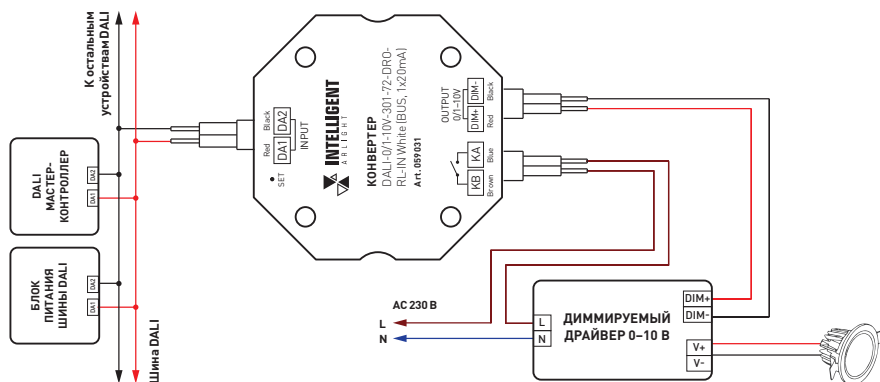 К остальным
устройствам DALI
DALI
МАСТЕР-
КОНТРОЛЛЕР
DA2
DA1
БЛОК
ПИТАНИЯ
ШИНЫ DALI
DA2
DA1
Шина DALI
SET
Red
Black
DA1
DA2
INPUT
INTELLIGENT
ARLIGHT
КОНВЕРТЕР
DALI-0/1-10V-301-72-DRO-
RL-IN White (BUS, 1x20mA)
Art. 059031
OUTPUT
0/1-10V
DIM+
DIM-
Red
Black
KB
KA
Brown
Blue
AC 230 В
L
N
L
N
ДИММИРУЕМЫЙ
ДРАЙВЕР 0–10 В
DIM+
DIM-
V+
V-